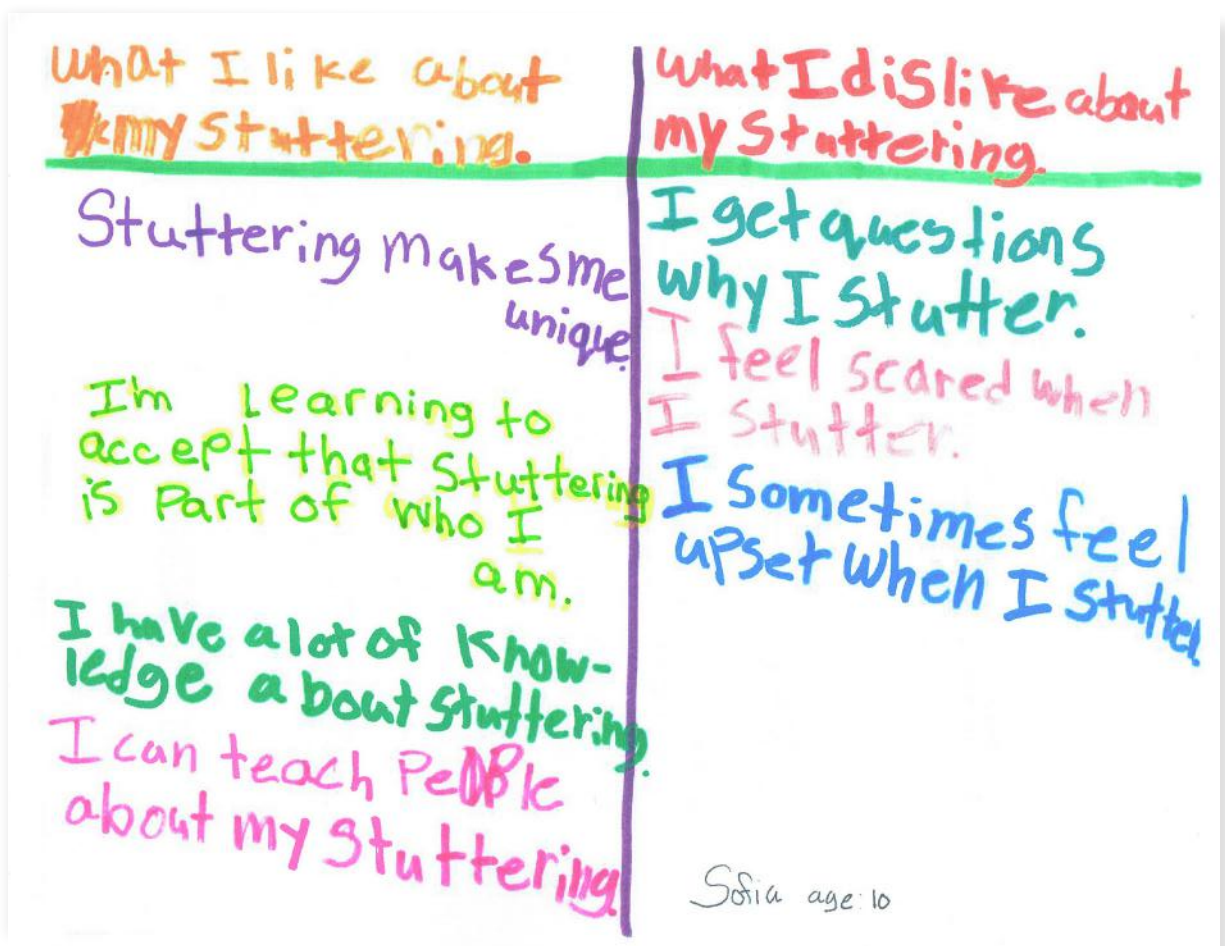 What I like about
my stuttering.
Stuttering makes me
unique.
I'm Learning to
accept that stuttering
is part of who I
am.
I have a lot of know-
ledge about stuttering.
I can teach people
about my stuttering.
What I dislike about
my stuttering.
I get questions
why I stutter.
I feel scared when
I stutter.
I sometimes feel
upset when I stutter.
Sofia age: 10